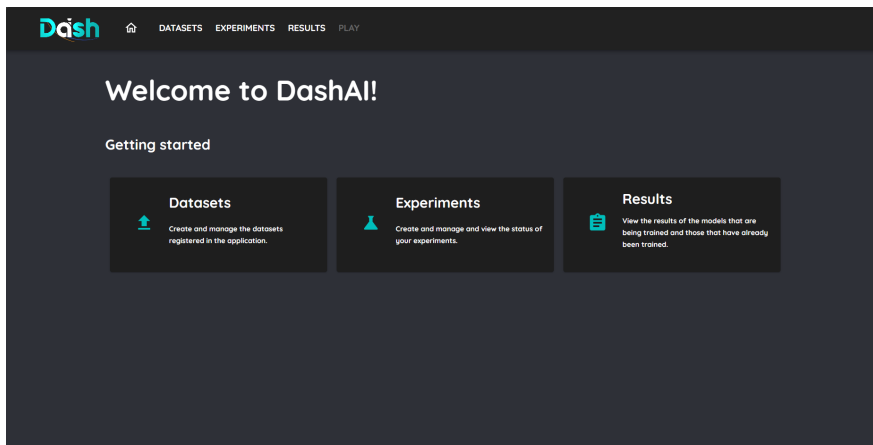 Dash
DATASETS EXPERIMENTS RESULTS PLAY
Welcome to DashAI!
Getting started
Datasets
Create and manage the datasets
registered in the application.
Experiments
Create and manage and view the status of
your experiments.
Results
View the results of the models that are
being trained and those that have already
been trained.